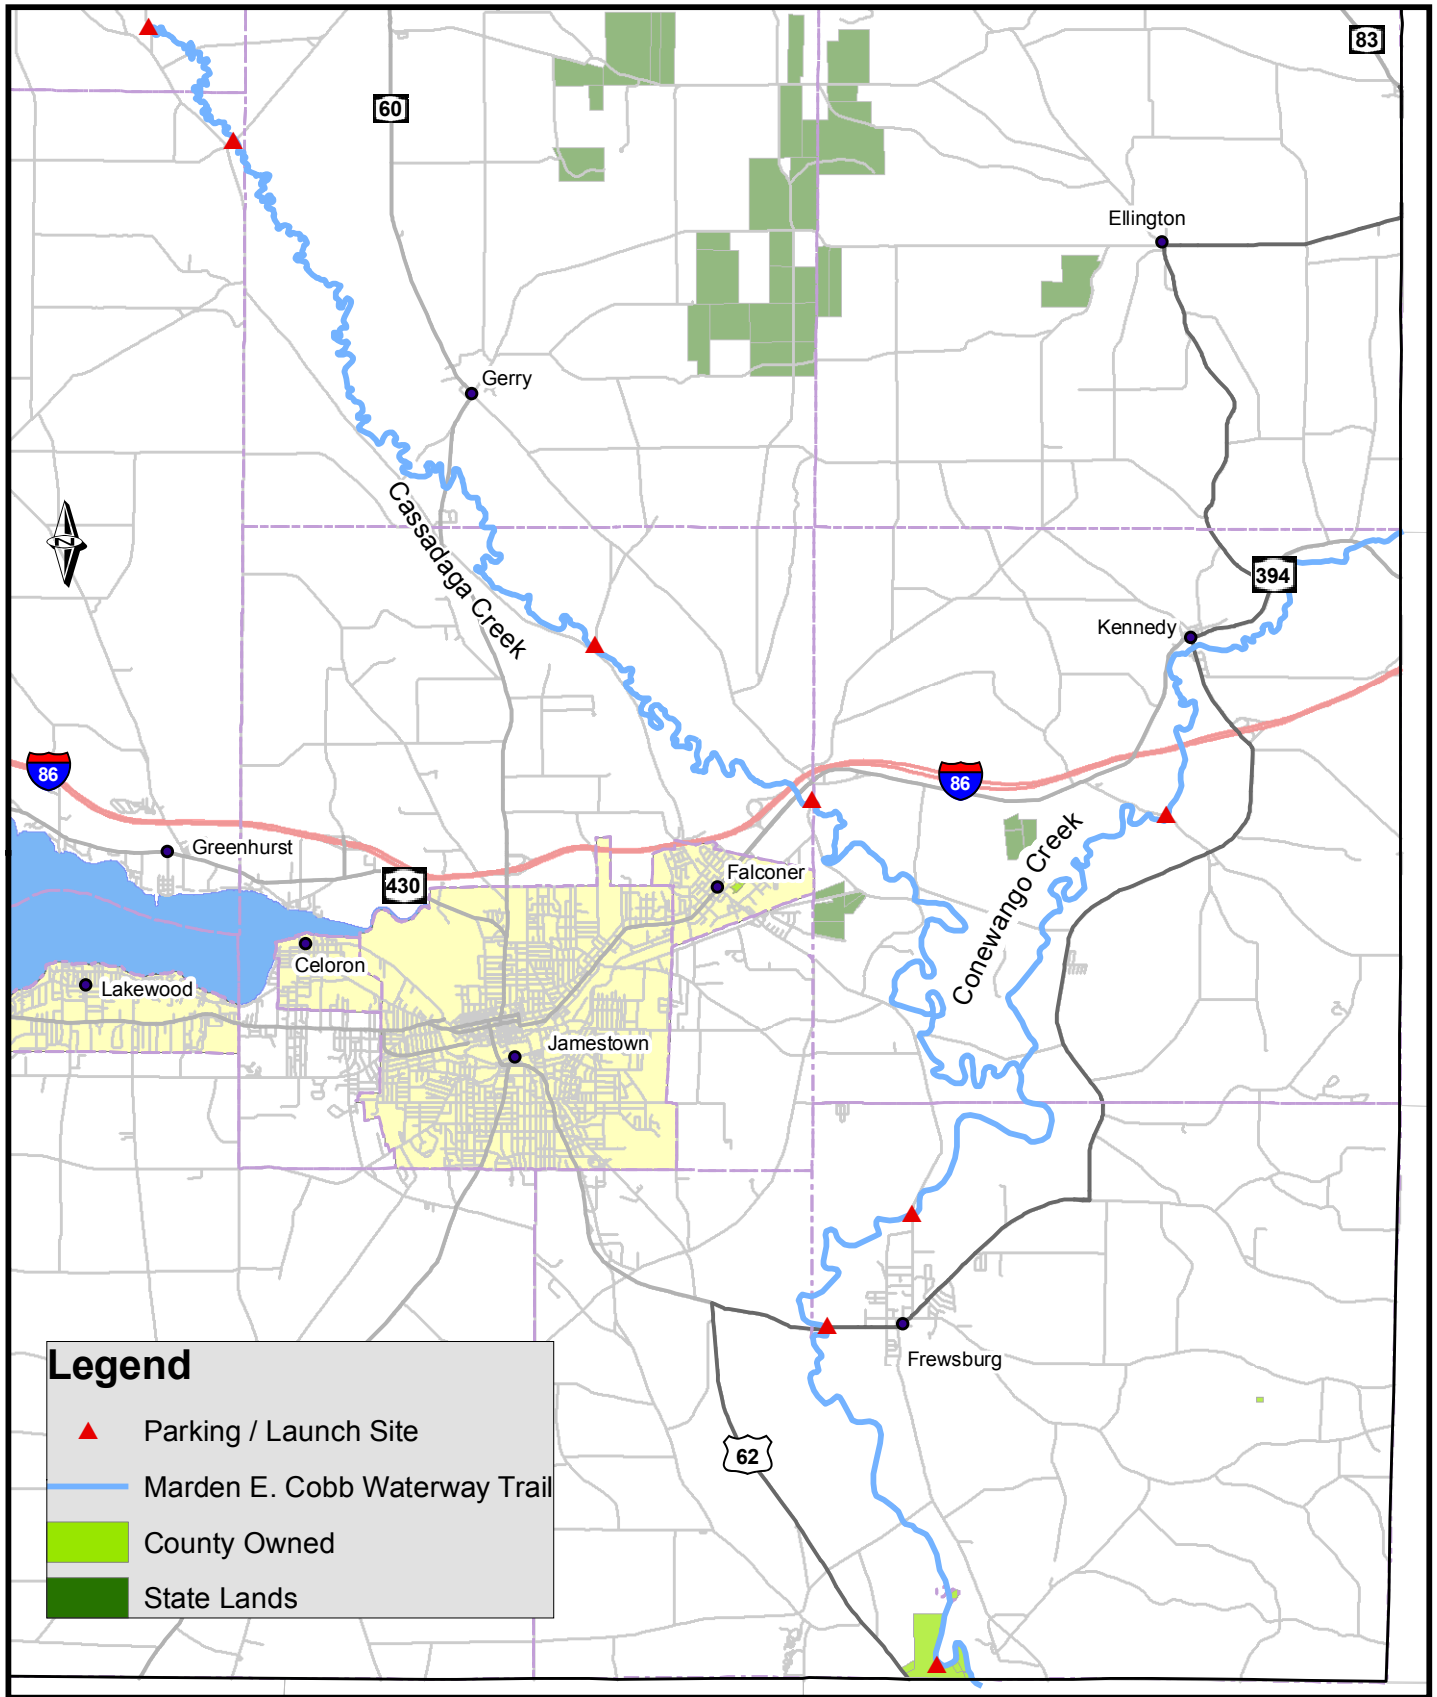 83
60
Ellington
Gerry
Cassadaga Creek
N
394
Kennedy
86
86
Greenhurst
Conewango Creek
430
Falconer
Celoron
Lakewood
Jamestown
Frewsburg
62
Legend
Parking / Launch Site
Marden E. Cobb Waterway Trail
County Owned
State Lands